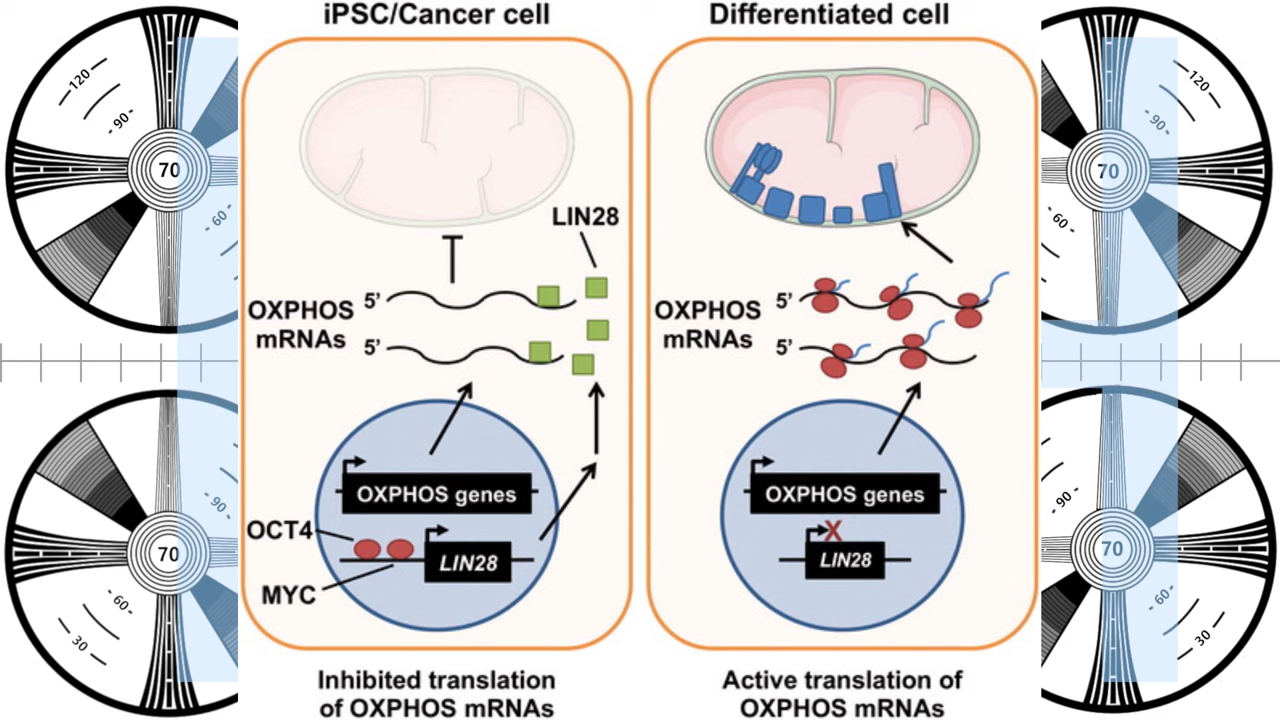 iPSC/Cancer cell
Differentiated cell
LIN28
OXPHOS
mRNAs
5’
5’
OXPHOS
mRNAs
5’
5’
OXPHOS genes
OCT4
LIN28
MYC
OXPHOS genes
X
LIN28
Inhibited translation
of OXPHOS mRNAs
Active translation of
OXPHOS mRNAs
120
- 90 -
70
- 60 -
120
- 90 -
70
- 60 -
- 90 -
70
- 60 -
30
- 90 -
70
- 60 -
30